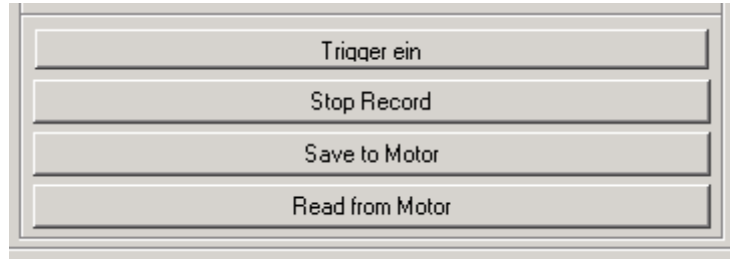 Trigger ein
Stop Record
Save to Motor
Read from Motor